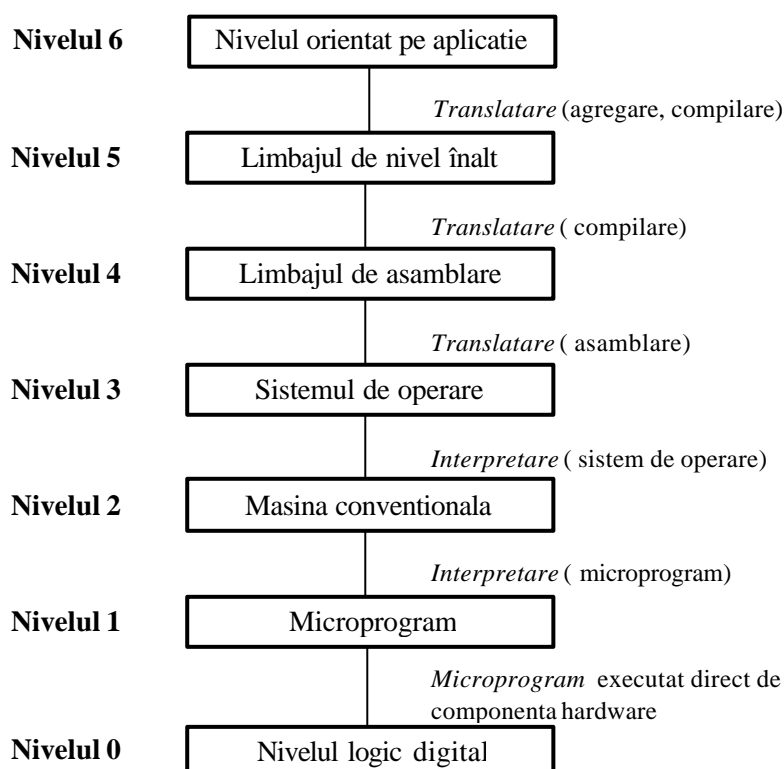 Nivelul 6 Nivelul orientat pe aplicatie
Translatare (agregare, compilare)
Nivelul 5 Limbajul de nivel înalt
Translatare ( compilare)
Nivelul 4 Limbajul de asamblare
Translatare ( asamblare)
Nivelul 3 Sistemul de operare
Interpretare ( sistem de operare)
Nivelul 2 Masina conventionala
Interpretare ( microprogram)
Nivelul 1 Microprogram
Microprogram executat direct de
componenta hardware
Nivelul 0 Nivelul logic digital